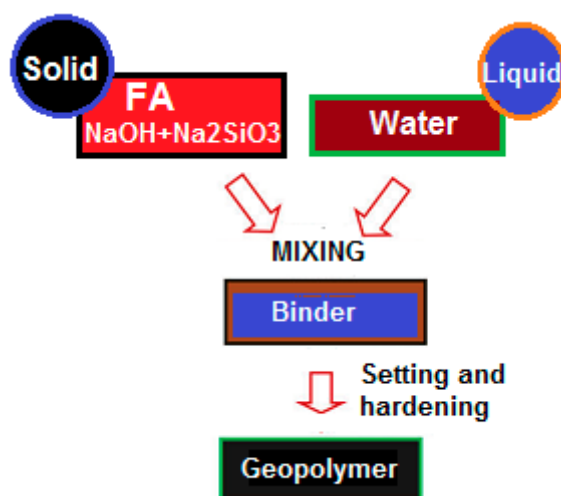 Solid
FA
NaOH+Na2SiO3
Liquid
Water
MIXING
Binder
Setting and
hardening
Geopolymer